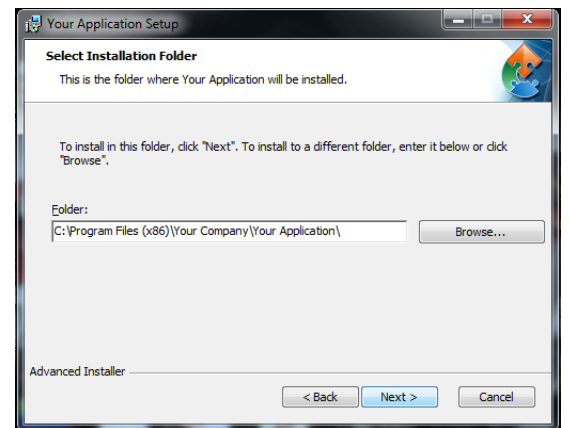 Your Application Setup
Select Installation Folder
This is the folder where Your Application will be installed.
To install in this folder, click "Next". To install to a different folder, enter it below or click
"Browse".
Folder:
C:\Program Files (x86)\Your Company\Your Application\
Browse...
Advanced Installer
< Back
Next >
Cancel